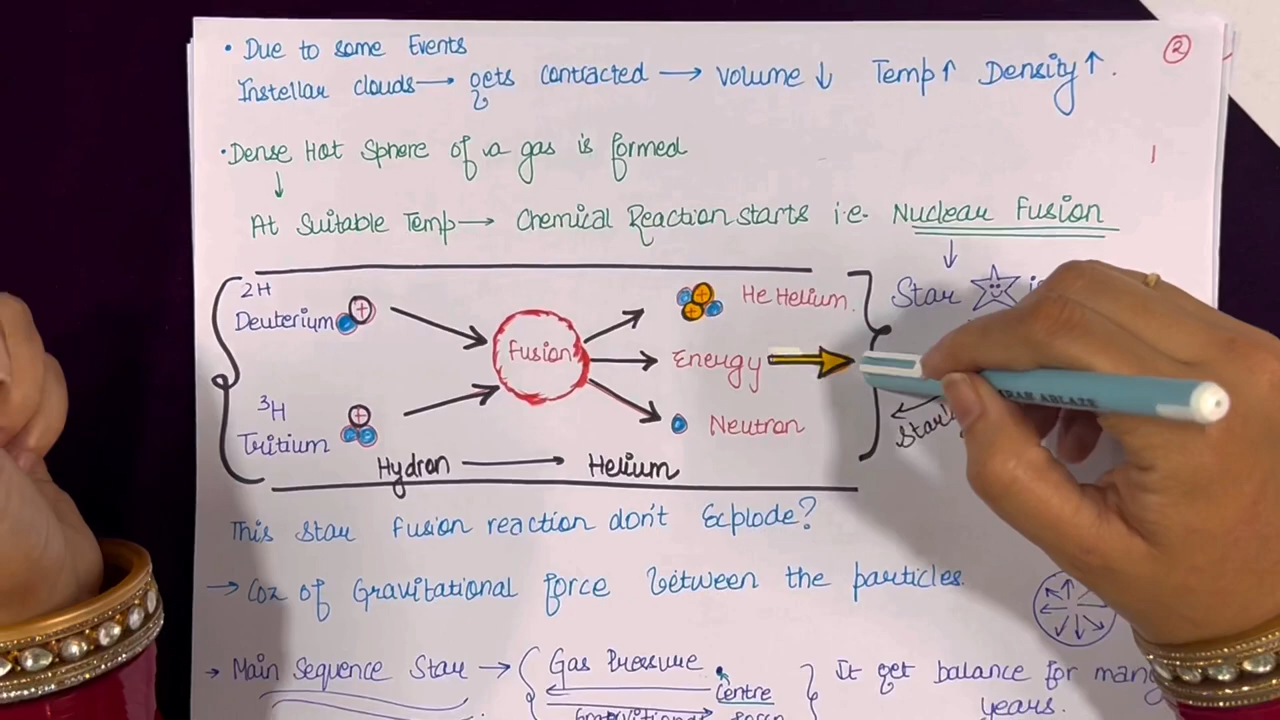 • Due to some Events
②
Instellar clouds → gets contracted → volume ↓ Temp ↑ Density ↑.
• Dense Hot Sphere of a gas is formed
↓
At Suitable Temp → Chemical Reaction starts i.e. Nuclear Fusion
↓
Star
2H
Deuterium
+
Fusion
+
+
He Helium.
Energy
Star's
³H
Tritium
+
Neutron
Hydron → Helium
This Star fusion reaction don't Ecplode?
→ Coz of Gravitational force between the particles.
→ Main Sequence Star → Gas Pressure
Centre
It get balance for many
years.